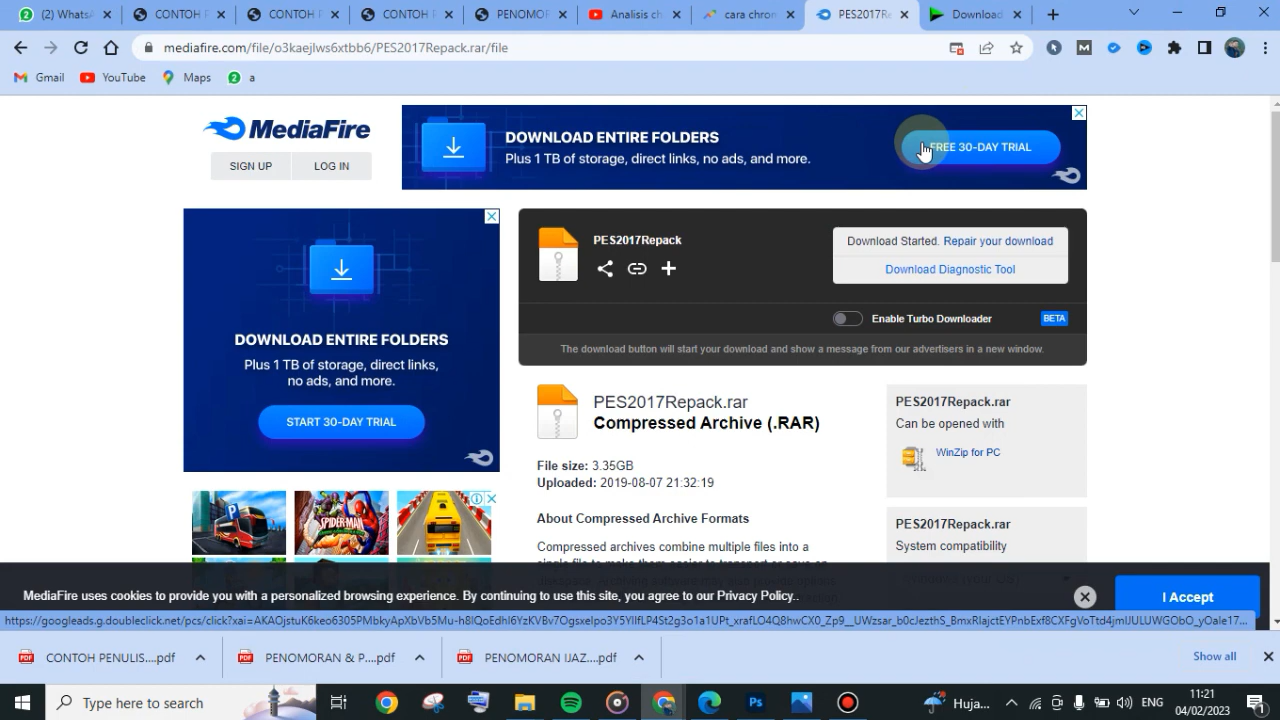 (2) Whats
CONTOH F
CONTOH F
CONTOH F
PENOMOR
Analisis ch
cara chrom
PES2017Re
Download
mediafire.com/file/o3kaejlws6xtbb6/PES2017Repack.rar/file
Gmail
YouTube
Maps
2 a
MediaFire
SIGN UP
LOG IN
DOWNLOAD ENTIRE FOLDERS
Plus 1 TB of storage, direct links, no ads, and more.
FREE 30-DAY TRIAL
DOWNLOAD ENTIRE FOLDERS
Plus 1 TB of storage, direct links,
no ads, and more.
START 30-DAY TRIAL
PES2017Repack
Download Started. Repair your download
Download Diagnostic Tool
Enable Turbo Downloader
BETA
The download button will start your download and show a message from our advertisers in a new window.
PES2017Repack.rar
Compressed Archive (.RAR)
File size: 3.35GB
Uploaded: 2019-08-07 21:32:19
About Compressed Archive Formats
Compressed archives combine multiple files into a
PES2017Repack.rar
Can be opened with
WinZip for PC
PES2017Repack.rar
System compatibility
SPIDER-MAN
MediaFire uses cookies to provide you with a personalized browsing experience. By continuing to use this site, you agree to our Privacy Policy..
I Accept
CONTOH PENULIS....pdf
PENOMORAN & P....pdf
PENOMORAN IJAZ....pdf
Show all
Type here to search
Huja...
ENG
11:21
04/02/2023
1